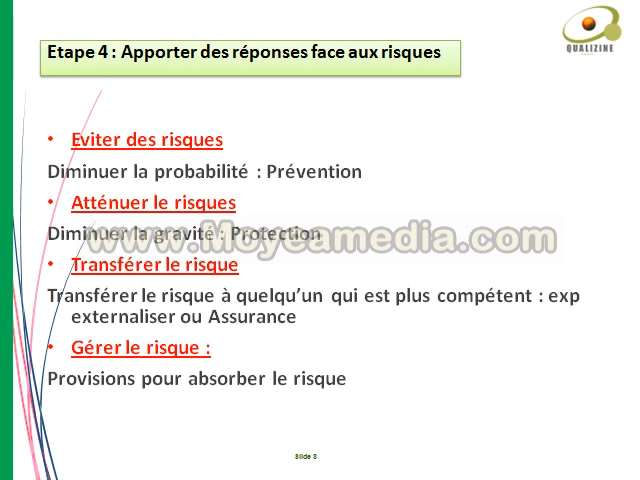 QUALIZINE
Etape 4 : Apporter des réponses face aux risques
• Eviter des risques
Diminuer la probabilité : Prévention
• Atténuer le risques
Diminuer la gravité : Protection
www.Moyeamedia.com
• Transférer le risque
Transférer le risque à quelqu'un qui est plus compétent : exp
externaliser ou Assurance
• Gérer le risque :
Provisions pour absorber le risque
Slide 8